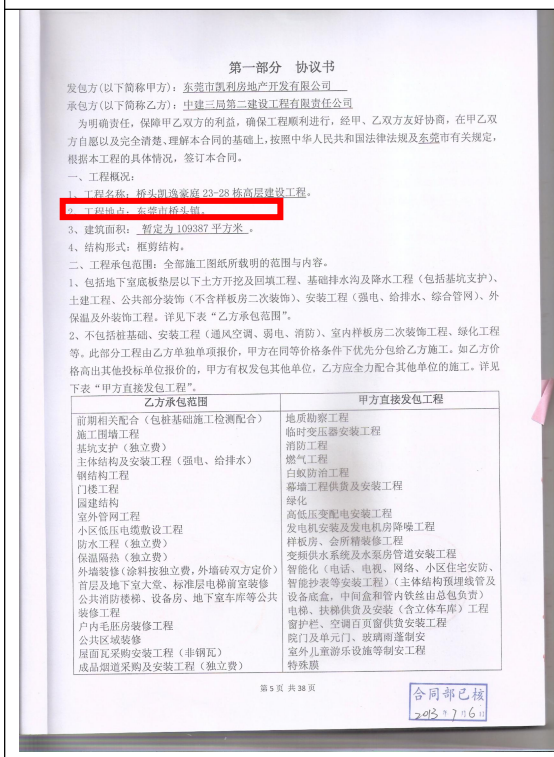 第一部分 协议书
发包方(以下简称甲方)：东莞市凯利房地产开发有限公司
承包方(以下简称乙方)：中建三局第二建设工程有限责任公司
为明确责任，保障甲乙双方的利益，确保工程顺利进行，经甲、乙双方友好协商，在甲乙双
方自愿以及完全清楚、理解本合同的基础上，按照中华人民共和国法律法规及东莞市有关规定，
根据本工程的具体情况，签订本合同。
一、工程概况：
1、工程名称：桥头凯逸豪庭 23-28 栋高层建设工程。
2、工程地点：东莞市桥头镇。
3、建筑面积： 暂定为 109387 平方米 。
4、结构形式：框剪结构。
二、工程承包范围：全部施工图纸所载明的范围与内容。
1、包括地下室底板垫层以下土方开挖及回填工程、基础排水沟及降水工程（包括基坑支护）、
土建工程、公共部分装饰（不含样板房二次装饰）、安装工程（强电、给排水、综合管网）、外
保温及外装饰工程。详见下表“乙方承包范围”。
2、不包括桩基础、安装工程（通风空调、弱电、消防）、室内样板房二次装饰工程、绿化工程
等。此部分工程由乙方单独单项报价，甲方在同等价格条件下优先分包给乙方施工。如乙方价
格高出其他投标单位报价的，甲方有权发包其他单位，乙方应全力配合其他单位的施工。详见
下表“甲方直接发包工程”。
乙方承包范围
前期相关配合（包桩基础施工检测配合）
施工围墙工程
基坑支护（独立费）
主体结构及安装工程（强电、给排水）
钢结构工程
门楼工程
园建结构
室外管网工程
小区低压电缆敷设工程
防水工程（独立费）
保温隔热（独立费）
外墙装修(涂料按独立费，外墙砖双方定价)
首层及地下室大堂、标准层电梯前室装修
公共消防楼梯、设备房、地下室车库等公共
装修工程
户内毛胚房装修工程
公共区域装修
屋面瓦采购安装工程（非钢瓦）
成品烟道采购及安装工程（独立费）
甲方直接发包工程
地质勘察工程
临时变压器安装工程
消防工程
燃气工程
白蚁防治工程
幕墙工程供货及安装工程
绿化
高低压变配电安装工程
发电机安装及发电机房降噪工程
样板房、会所精装修工程
变频供水系统及水泵房管道安装工程
智能化（电话、电视、网络、小区住宅安防、
智能抄表等安装工程）（主体结构预埋线管及
设备底盒，中间盒和管内铁丝由总包负责）
电梯、扶梯供货及安装（含立体车库）工程
窗护栏、空调百页窗供货安装工程
院门及单元门、玻璃雨蓬制安
室外儿童游乐设施等制安工程
特殊膜
第 5 页 共 38 页
合同部已核
2013年7月6日